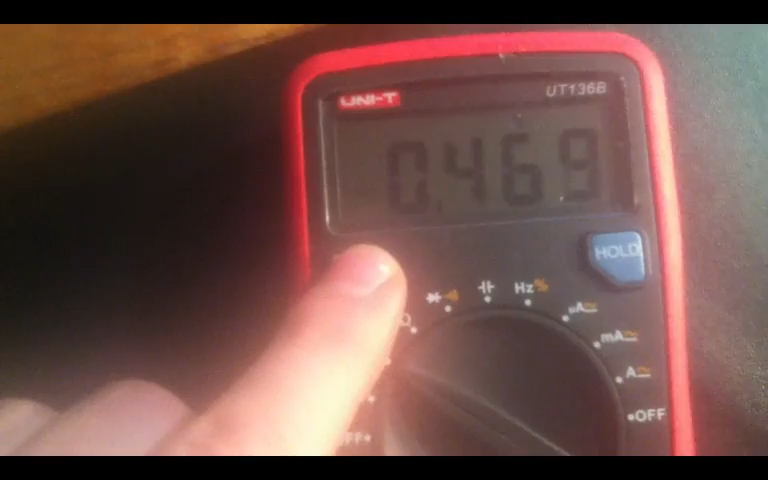 UNI-T UT136B
0.469
HOLD
Hz%
µA
mA
A
Ω
OFF